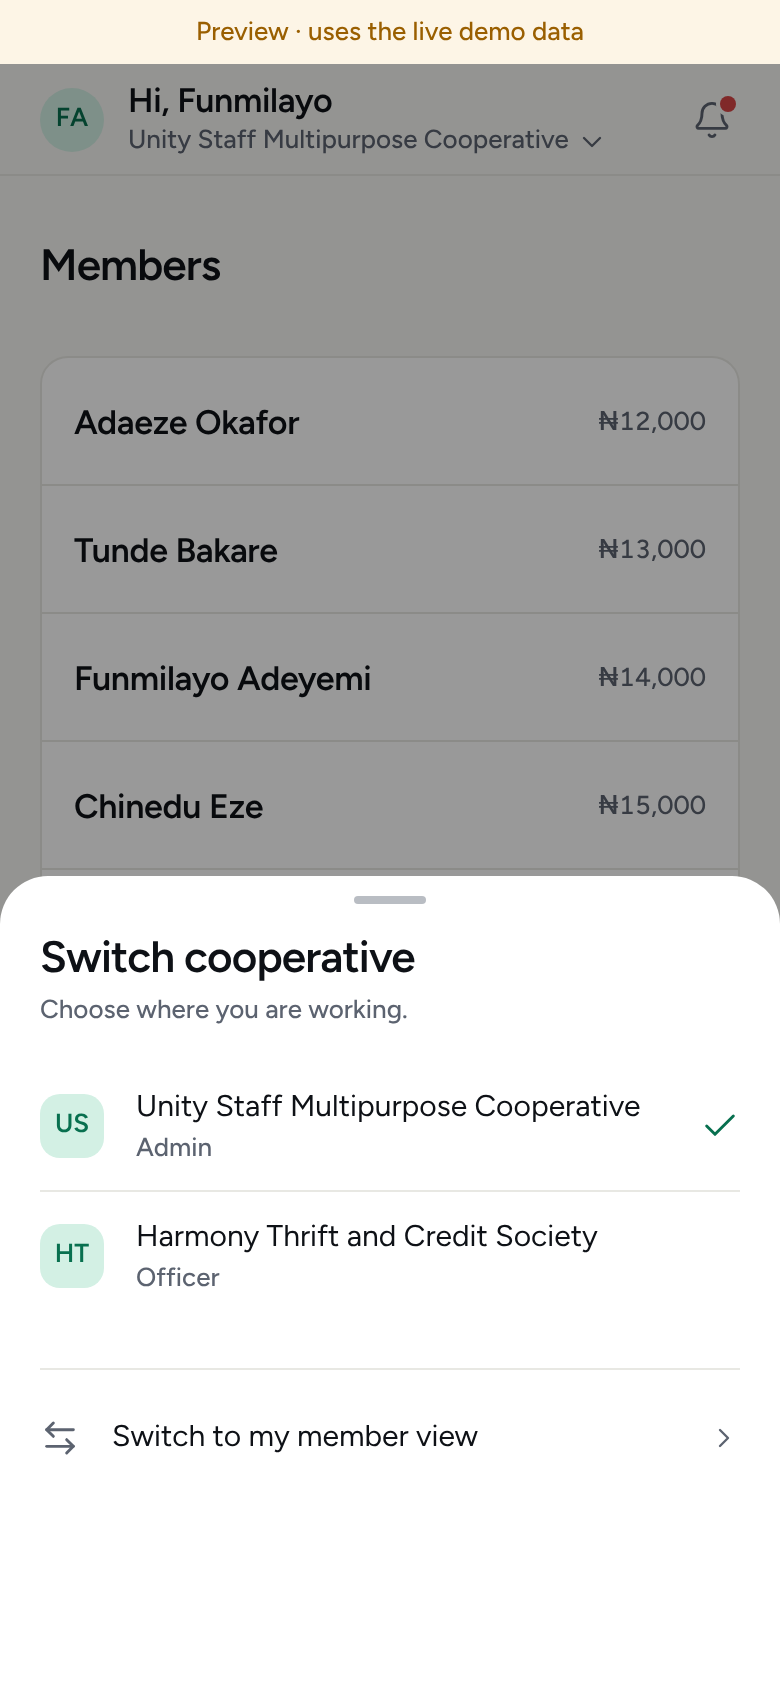 Preview · uses the live demo data
FA
Hi, Funmilayo
Unity Staff Multipurpose Cooperative
Members
Adaeze Okafor ₦12,000
Tunde Bakare ₦13,000
Funmilayo Adeyemi ₦14,000
Chinedu Eze ₦15,000
Switch cooperative
Choose where you are working.
US
Unity Staff Multipurpose Cooperative
Admin
HT
Harmony Thrift and Credit Society
Officer
Switch to my member view